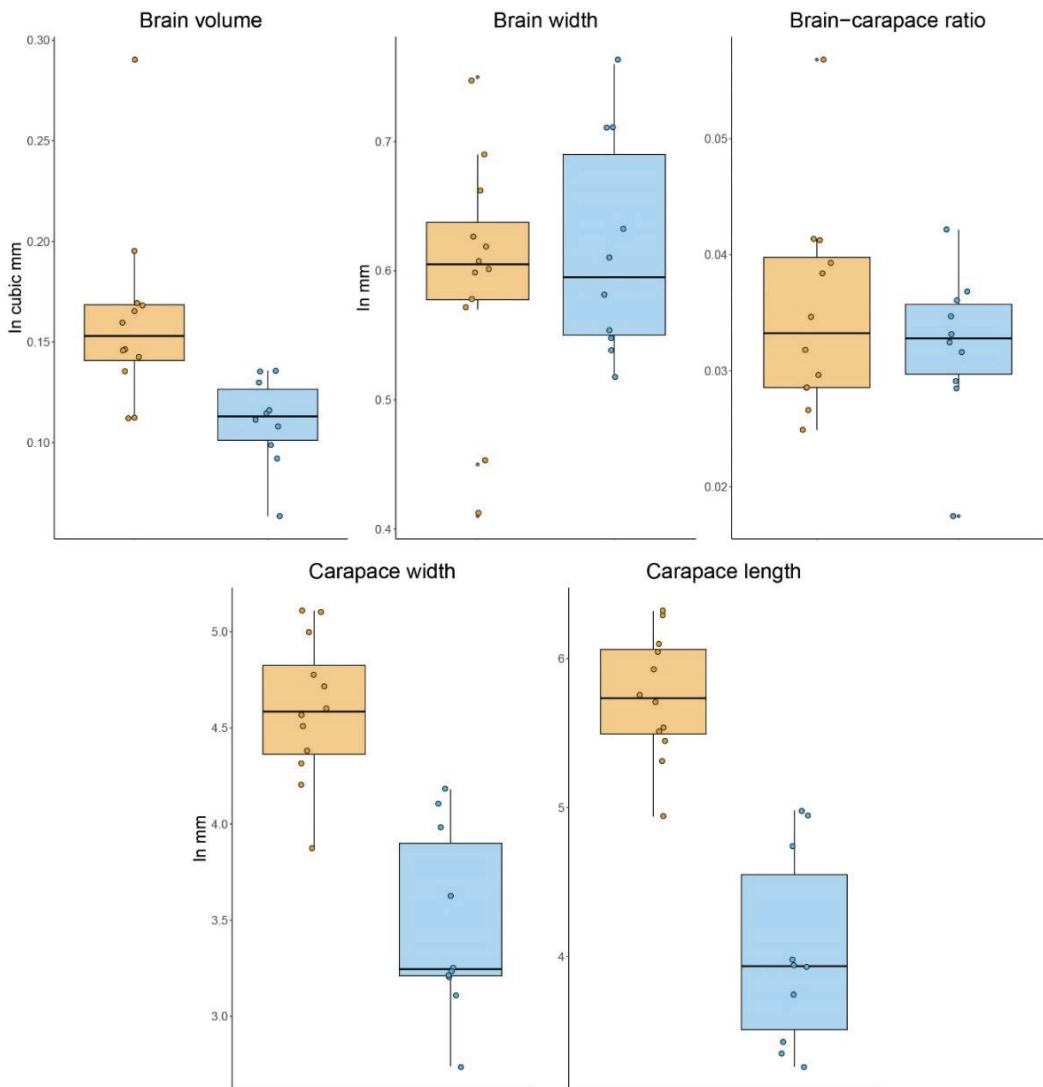 Brain volume
Brain width
Brain−carapace ratio
0.30
0.25
0.20
0.15
0.10
In cubic mm
0.7
0.6
0.5
0.4
In mm
0.05
0.04
0.03
0.02
Carapace width
Carapace length
5.0
4.5
4.0
3.5
3.0
In mm
6
5
4